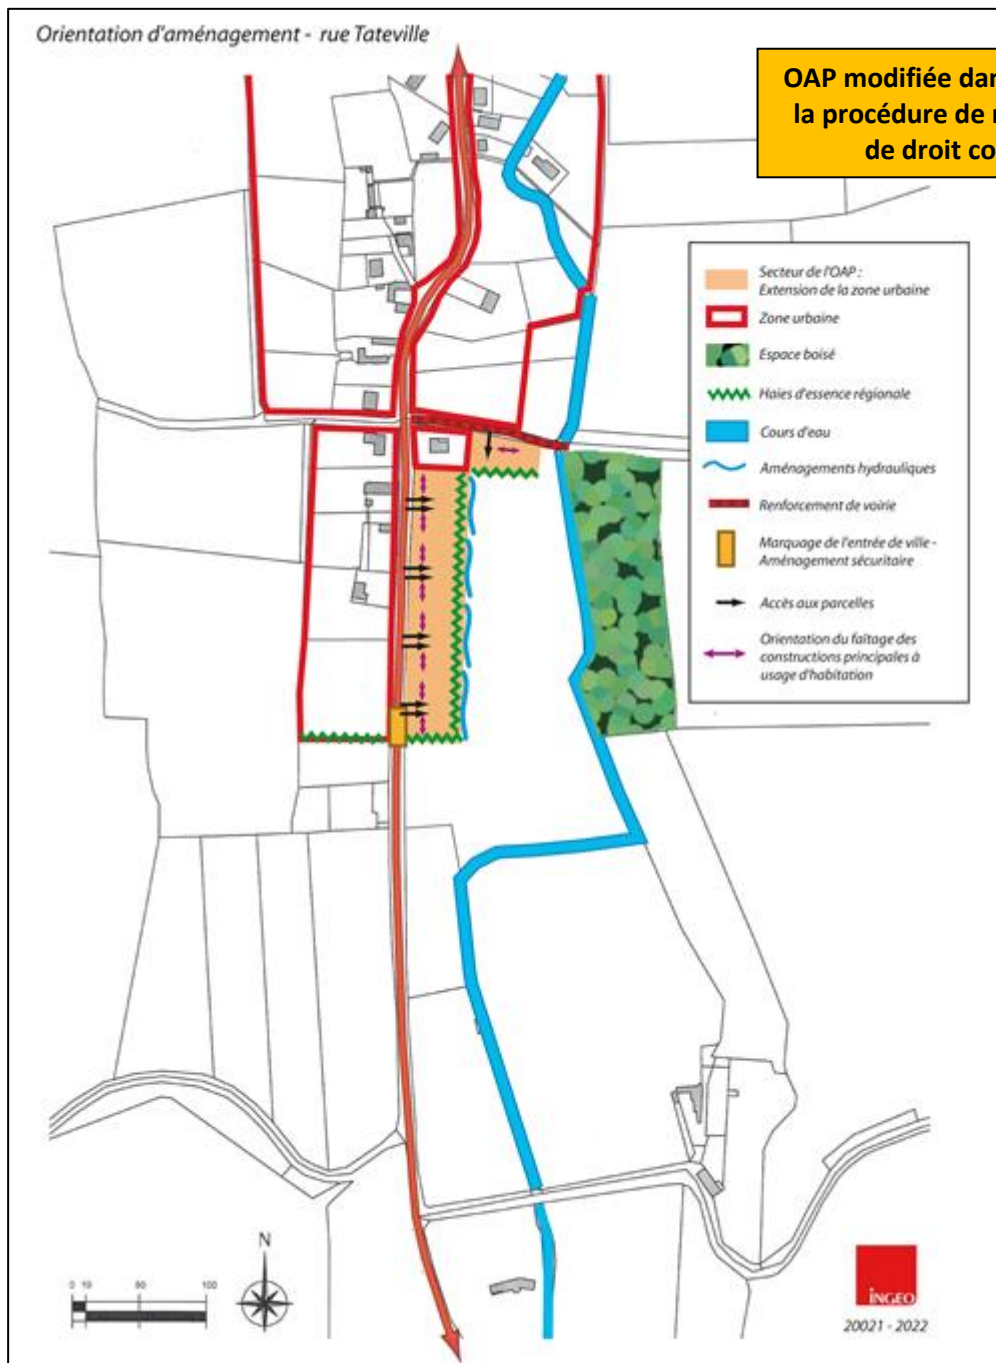 Orientation d'aménagement - rue Tateville
OAP modifiée dan
la procédure de r
de droit co
Secteur de l'OAP :
Extension de la zone urbaine
Zone urbaine
Espace boisé
Haies d'essence régionale
Cours d'eau
Aménagements hydrauliques
Renforcement de voirie
Marquage de l'entrée de ville -
Aménagement sécuritaire
Accès aux parcelles
Orientation du faîtage des
constructions principales à
usage d'habitation
N
0 10 100
INGEO
20021 - 2022